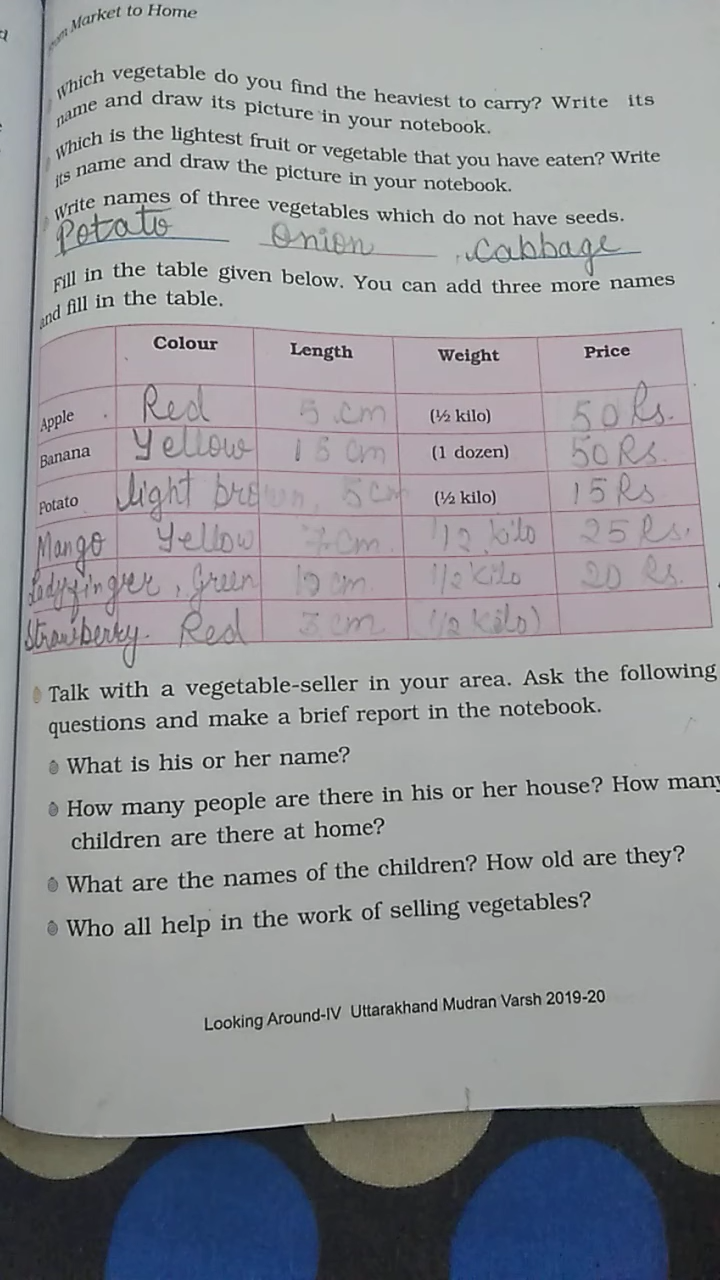 from Market to Home
Which vegetable do you find the heaviest to carry? Write its
name and draw its picture in your notebook.
Which is the lightest fruit or vegetable that you have eaten? Write
its name and draw the picture in your notebook.
Write names of three vegetables which do not have seeds.
Potato Onion , Cabbage
Fill in the table given below. You can add three more names
and fill in the table.
Colour Length Weight Price
Apple Red 5 cm (½ kilo) 50 Rs.
Banana Yellow 15 cm (1 dozen) 50 Rs.
Potato light brown, 5 cm (½ kilo) 15 Rs
Mango Yellow 7 cm. 1/2 kilo 25 Rs.
Ladyfinger, Green cm. 1/2 kilo 20 Rs.
Strawberry. Red 3 cm (1/2 kilo)
Talk with a vegetable-seller in your area. Ask the following
questions and make a brief report in the notebook.
What is his or her name?
How many people are there in his or her house? How many
children are there at home?
What are the names of the children? How old are they?
Who all help in the work of selling vegetables?
Looking Around-IV Uttarakhand Mudran Varsh 2019-20